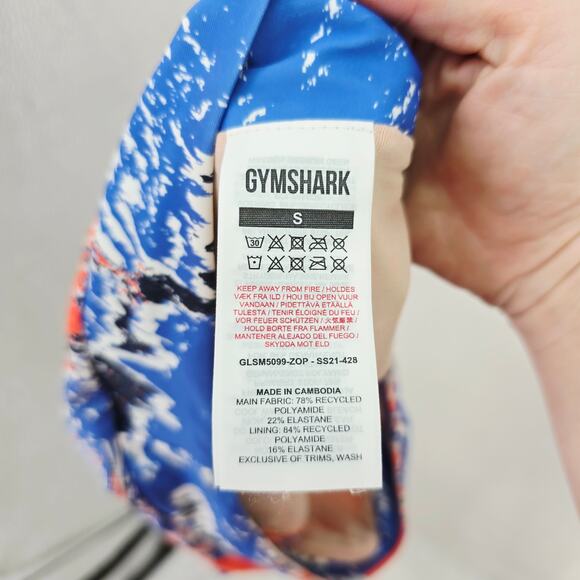 GYMSHARK
S
30
KEEP AWAY FROM FIRE / HOLDES
VÆK FRA ILD / HOU BIJ OPEN VUUR
VANDAAN / PIDETTÄVÄ ETÄÄLLÄ
TULESTA / TENIR ÉLOIGNÉ DU FEU /
VOR FEUER SCHÜTZEN / 火気厳禁 /
HOLD BORTE FRA FLAMMER /
MANTENER ALEJADO DEL FUEGO /
SKYDDA MOT ELD
GLSM5099-ZOP - SS21-428
MADE IN CAMBODIA
MAIN FABRIC: 78% RECYCLED
POLYAMIDE
22% ELASTANE
LINING: 84% RECYCLED
POLYAMIDE
16% ELASTANE
EXCLUSIVE OF TRIMS, WASH